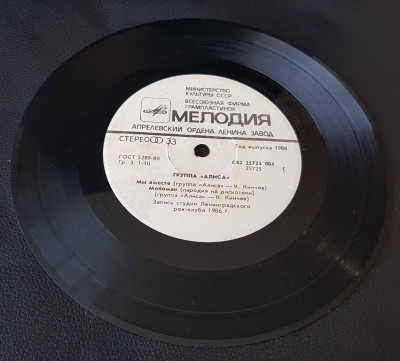 МИНИСТЕРСТВО
КУЛЬТУРЫ СССР
ВСЕСОЮЗНАЯ ФИРМА
ГРАМПЛАСТИНОК
МЕЛОДИЯ
АПРЕЛЕВСКИЙ ОРДЕНА ЛЕНИНА ЗАВОД
СТЕРЕО 33
Год выпуска 1988
ГОСТ 5289-80
Гр. 3. 1-10
С62 25725 004
25725
1
ГРУППА «АЛИСА»
Мы вместе (группа «Алиса» — К. Кинчев)
Меломан (пародия на дискотеки)
(группа «Алиса» — К. Кинчев)
Запись студии Ленинградского
рок-клуба 1986 г.